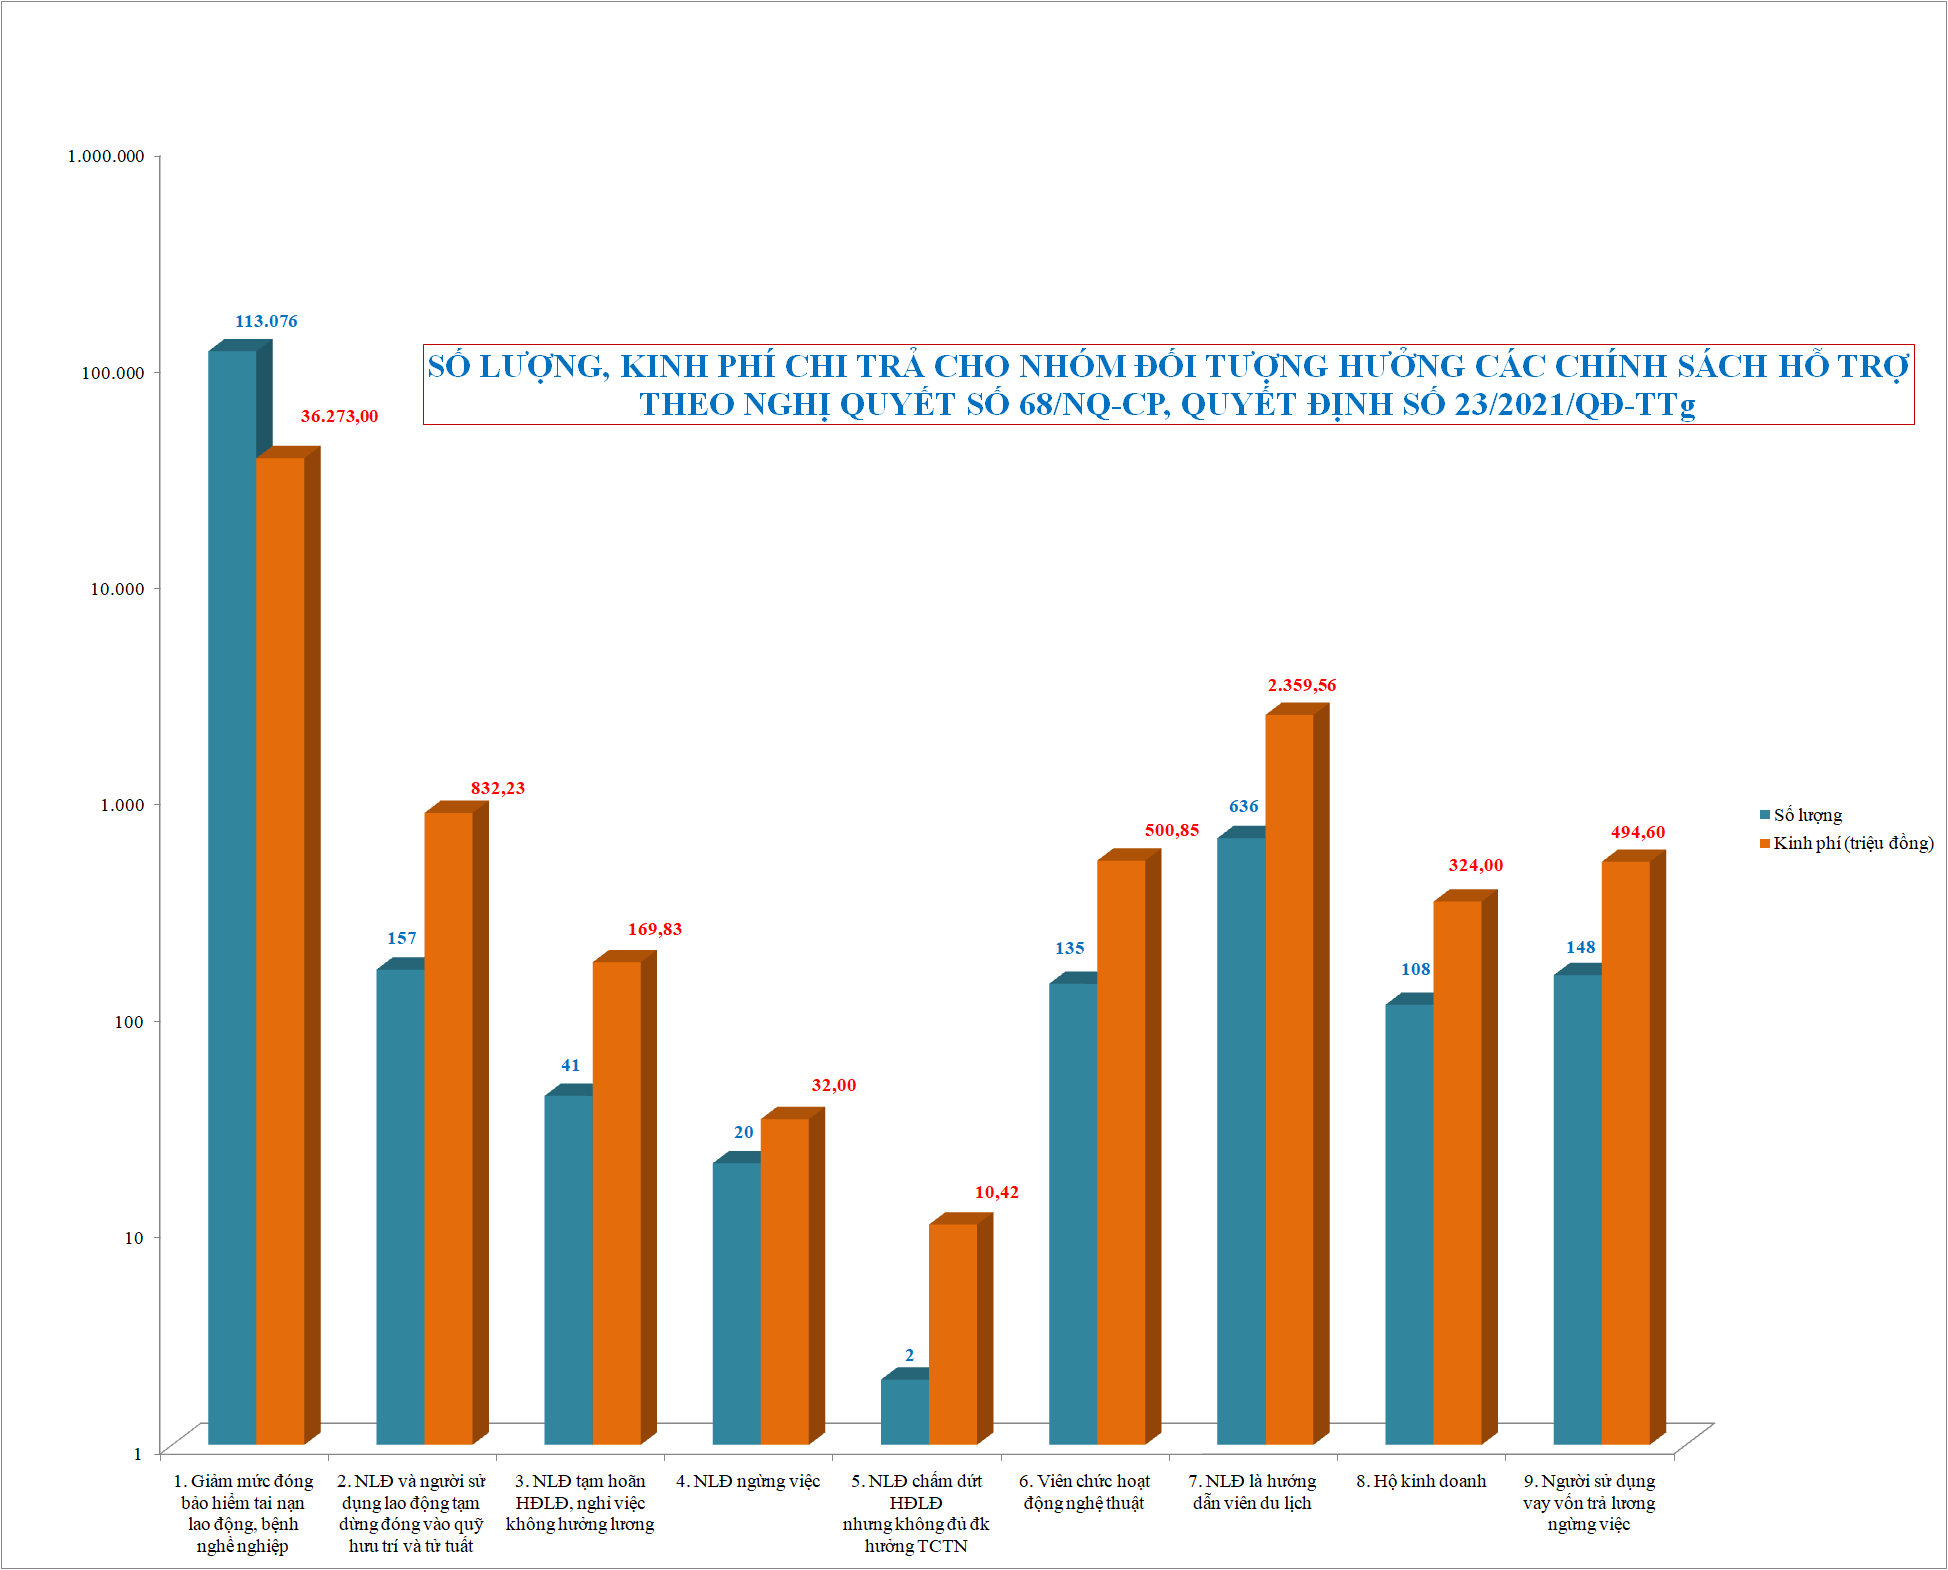 SỐ LƯỢNG, KINH PHÍ CHI TRẢ CHO NHÓM ĐỐI TƯỢNG HƯỞNG CÁC CHÍNH SÁCH HỖ TRỢ
THEO NGHỊ QUYẾT SỐ 68/NQ-CP, QUYẾT ĐỊNH SỐ 23/2021/QĐ-TTg
1.000.000
100.000
10.000
1.000
100
10
1
113.076
36.273,00
157
832,23
41
169,83
20
32,00
2
10,42
135
500,85
636
2.359,56
108
324,00
148
494,60
Số lượng
Kinh phí (triệu đồng)
1. Giảm mức đóng
bảo hiểm tai nạn
lao động, bệnh
nghề nghiệp
2. NLĐ và người sử
dụng lao động tạm
dừng đóng vào quỹ
hưu trí và tử tuất
3. NLĐ tạm hoãn
HĐLĐ, nghỉ việc
không hưởng lương
4. NLĐ ngừng việc
5. NLĐ chấm dứt
HĐLĐ
nhưng không đủ đk
hưởng TCTN
6. Viên chức hoạt
động nghệ thuật
7. NLĐ là hướng
dẫn viên du lịch
8. Hộ kinh doanh
9. Người sử dụng
vay vốn trả lương
ngừng việc